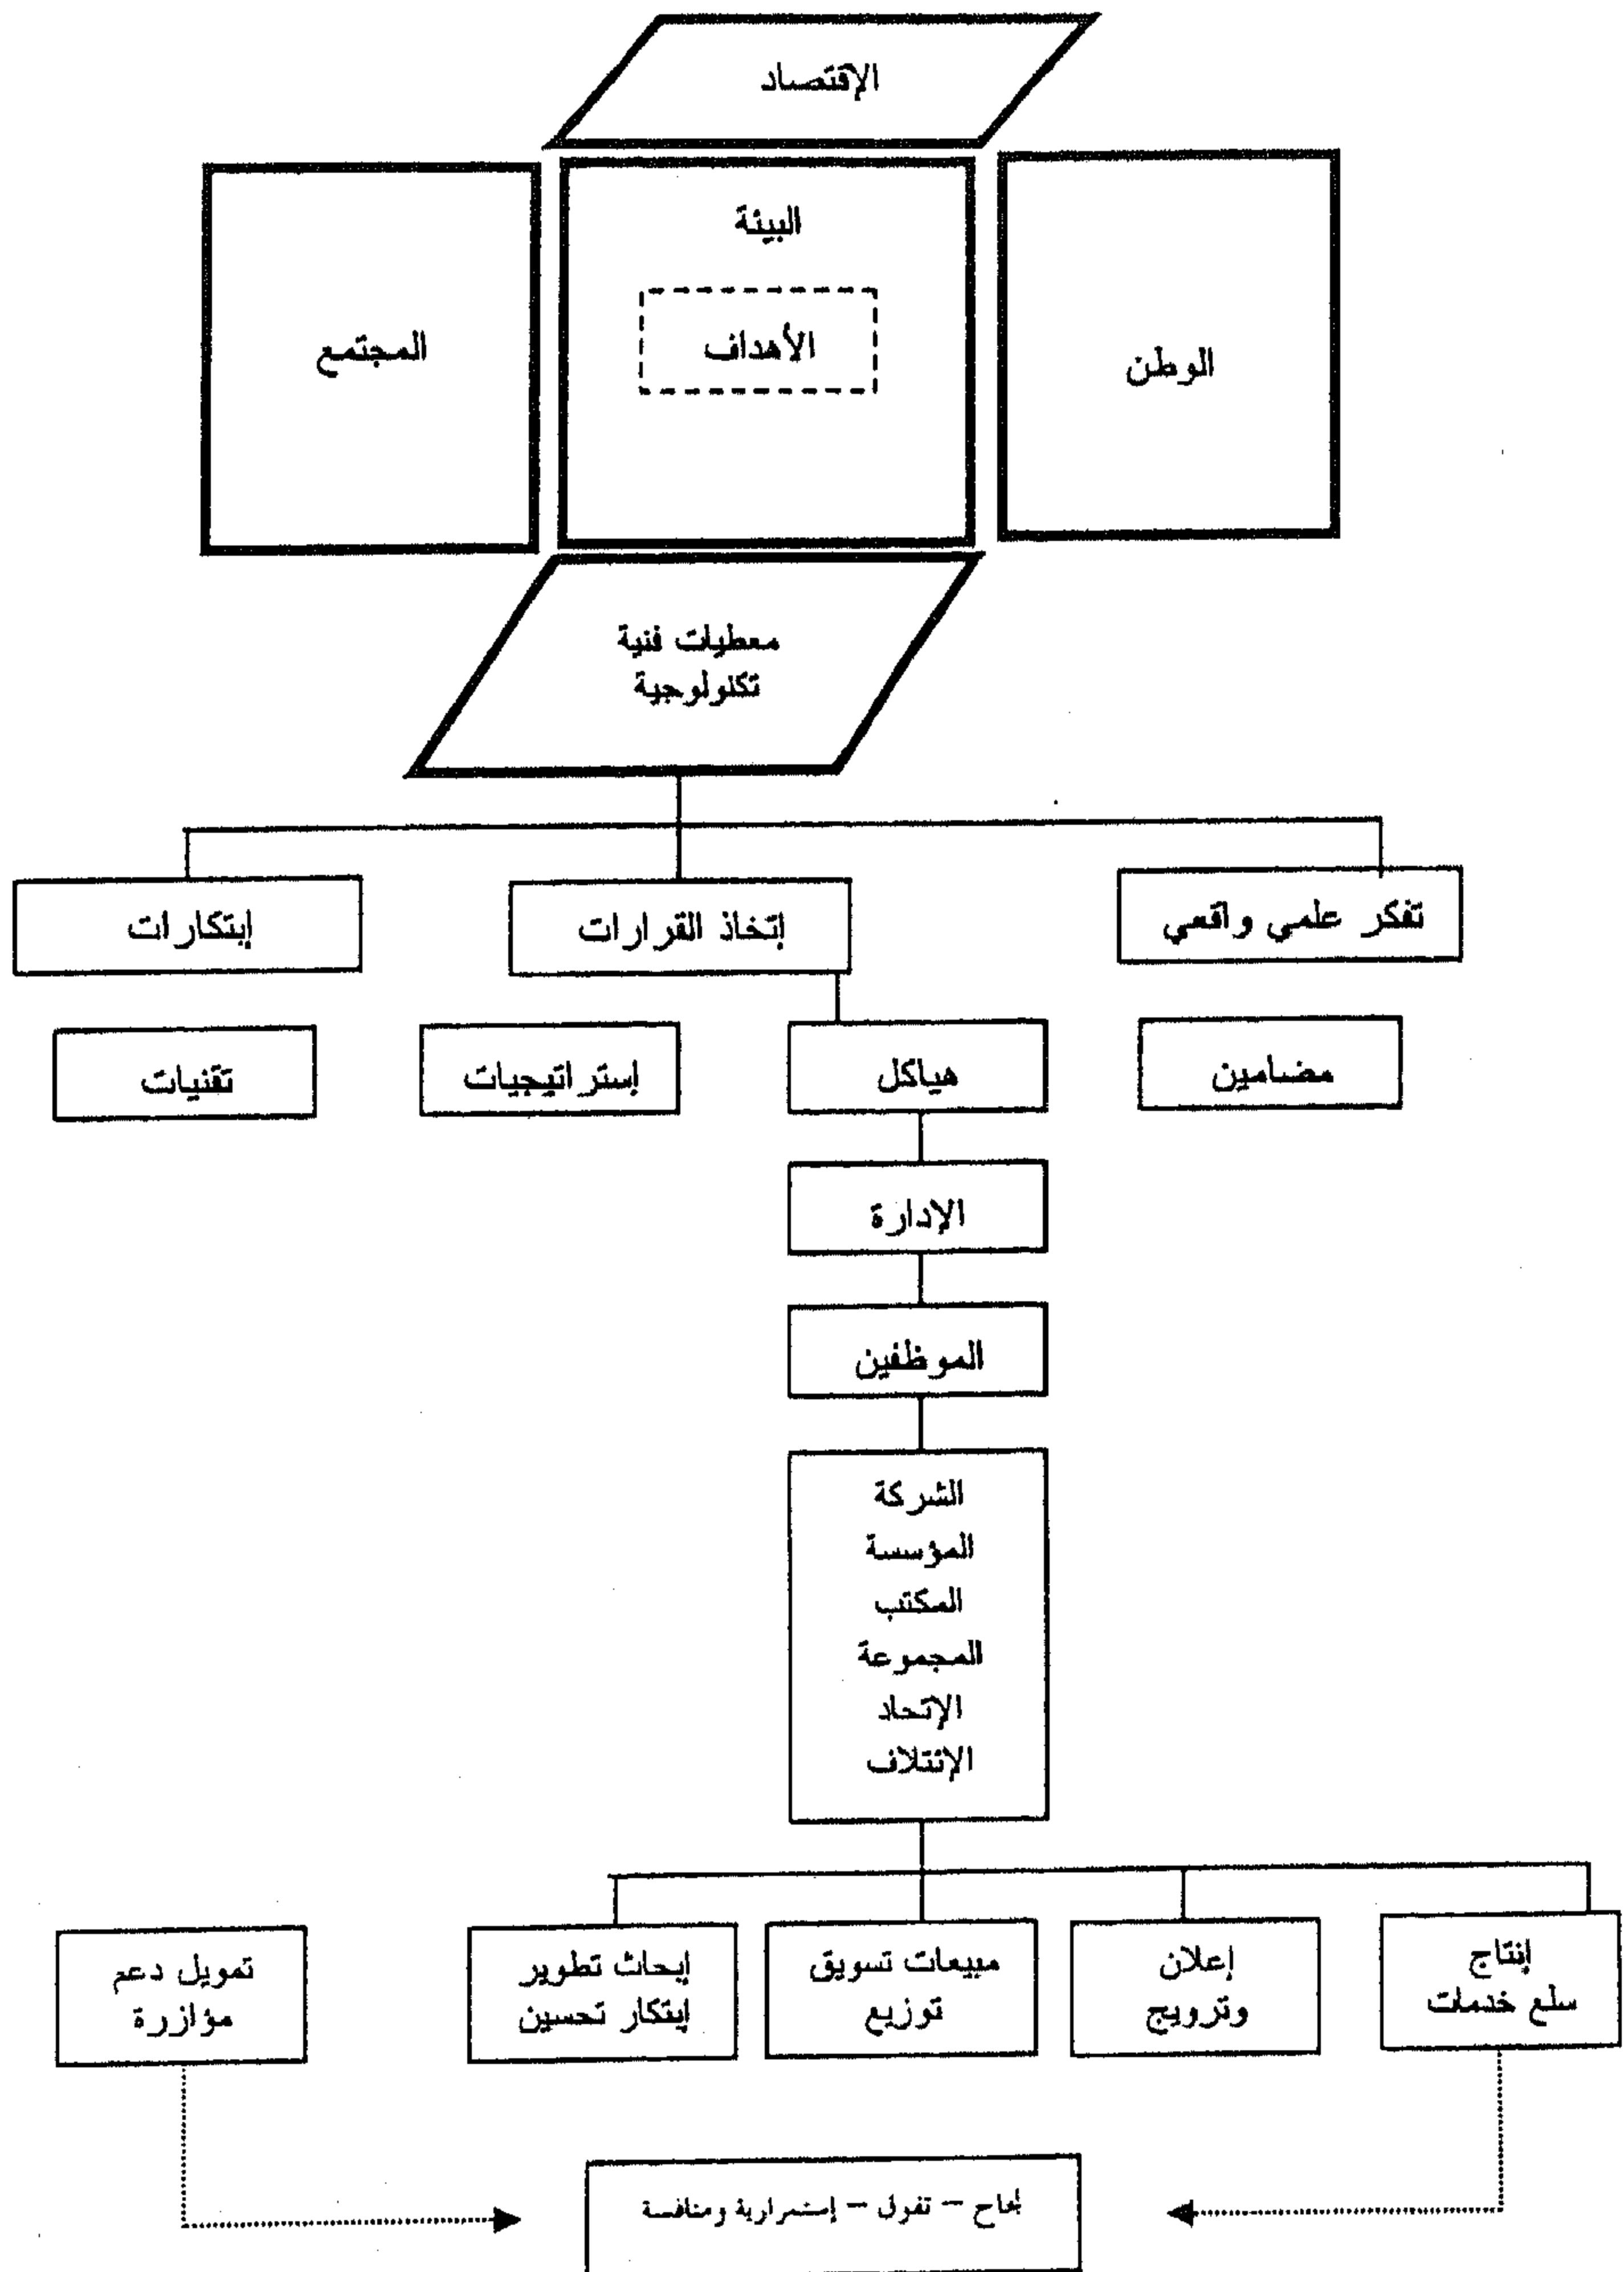 الإقتصاد
الوطن
البيئة
الأهداف
المجتمع
معطيات فنية
تكلولوجية
تفكر علمي واقعي
إتخاذ القرارات
إبتكارات
مضامين
هياكل
إستراتيجيات
تقنيات
الإدارة
الموظفين
الشركة
المؤسسة
المكتب
المجموعة
الإتحاد
الإئتلاف
إنتاج
سلع خدمات
إعلان
وترويج
مبيعات تسويق
توزيع
إبحاث تطوير
إبتكار تحسين
تمويل دعم
مؤازرة
نجاح – تفوق – إستمرارية ومنافسة